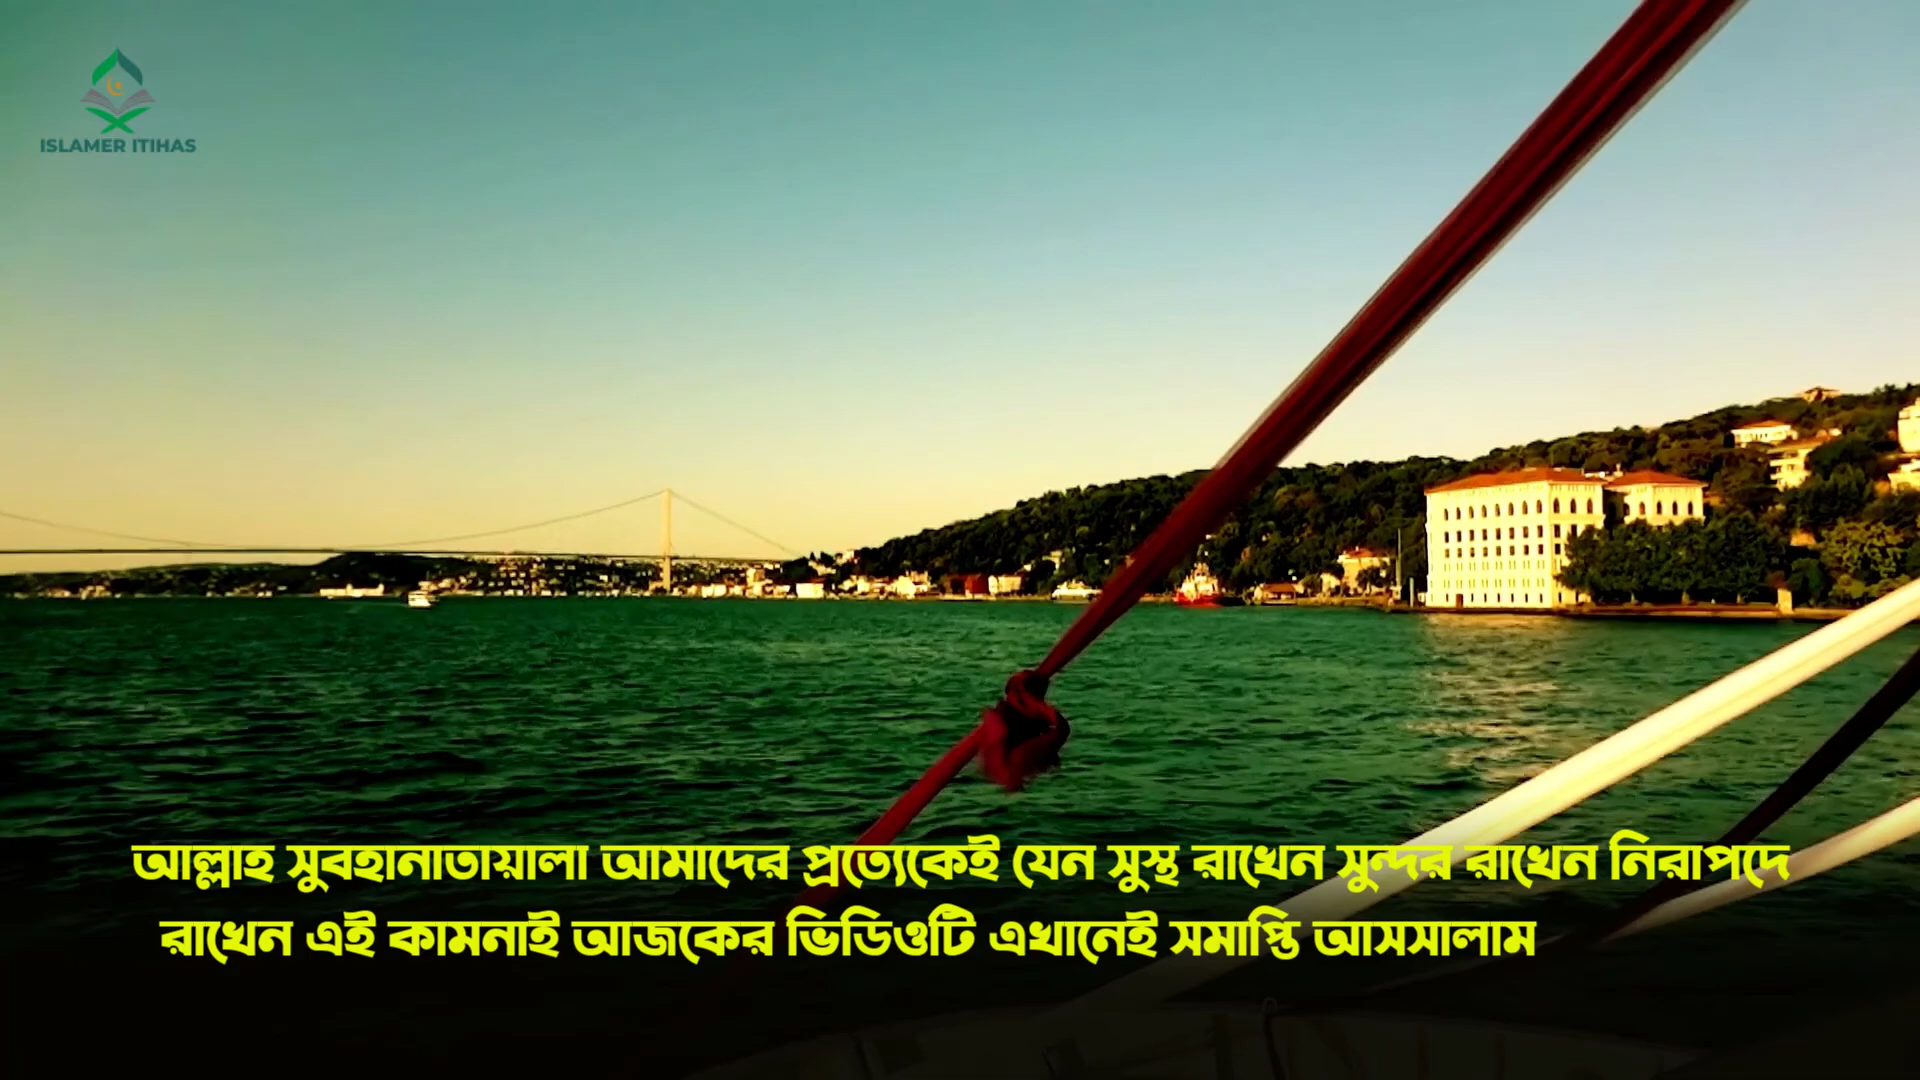 ISLAMER ITIHAS
আল্লাহ সুবহানাতায়ালা আমাদের প্রত্যেকেই যেন সুস্থ রাখেন সুন্দর রাখেন নিরাপদে
রাখেন এই কামনাই আজকের ভিডিওটি এখানেই সমাপ্তি আসসালাম